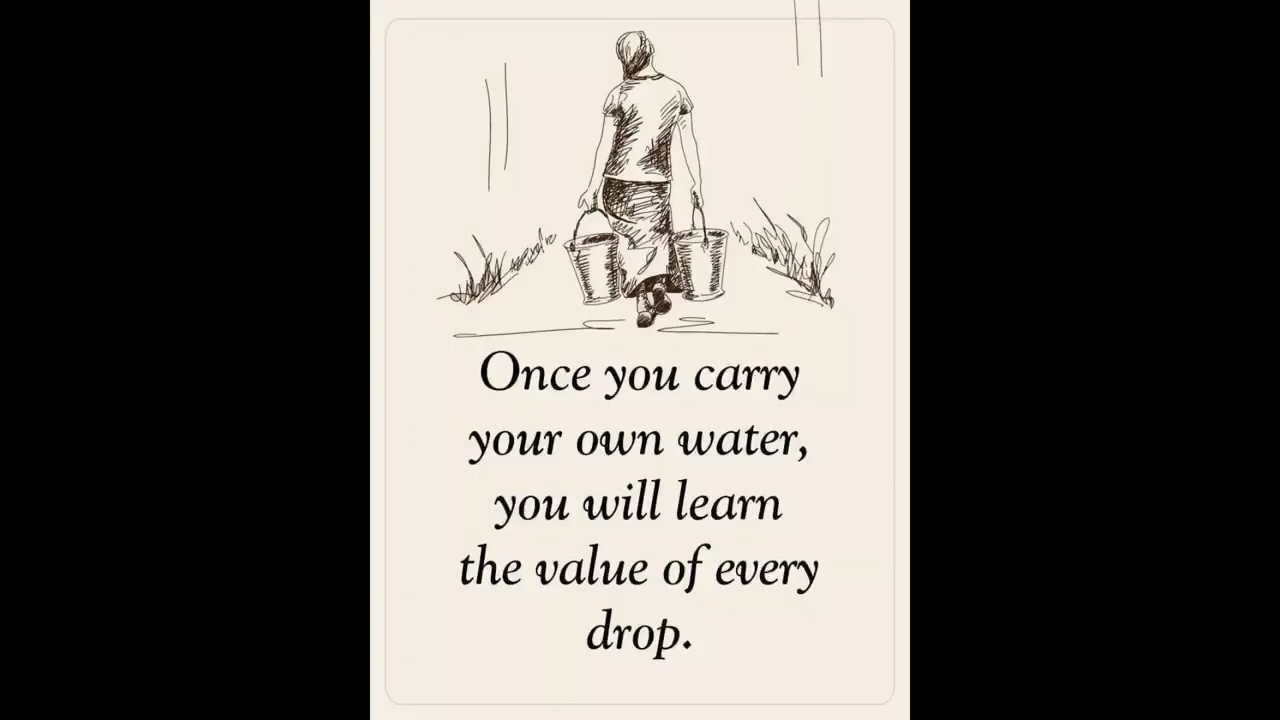 Once you carry
your own water,
you will learn
the value of every
drop.